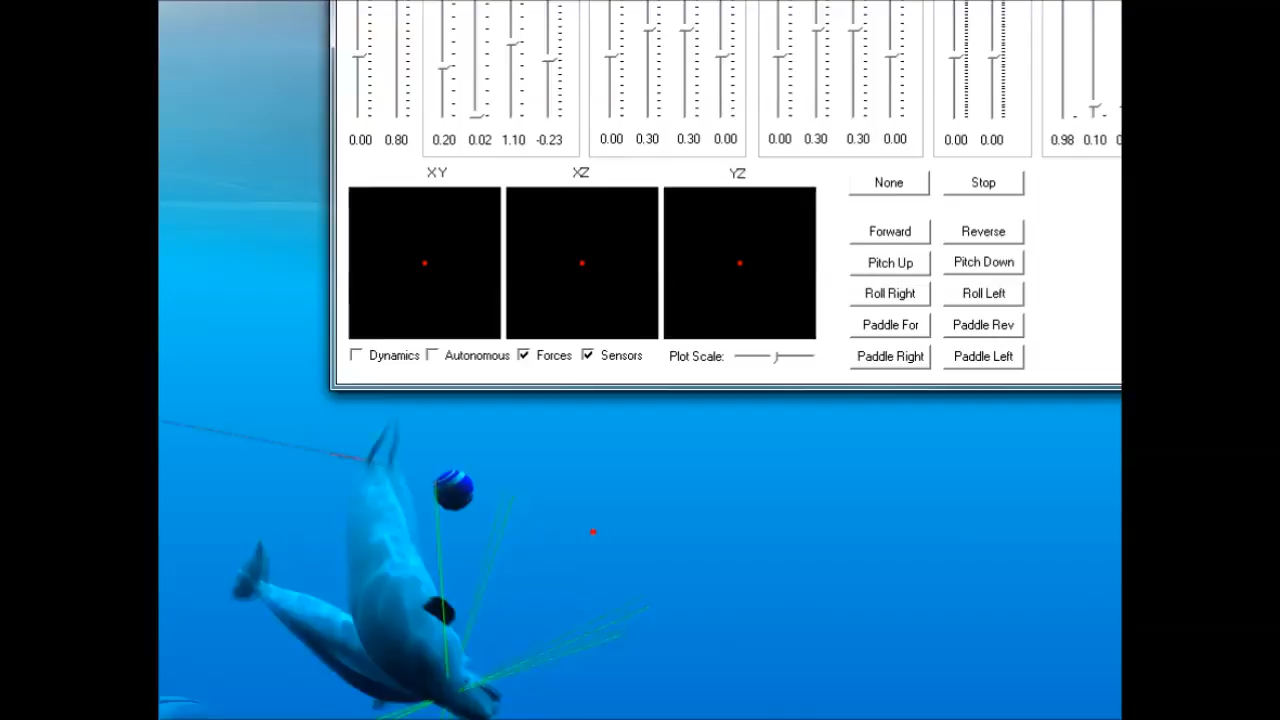 0.00 0.80 0.20 0.02 1.10 -0.23 0.00 0.30 0.30 0.00 0.00 0.30 0.30 0.00 0.00 0.00 0.98 0.10
XY XZ YZ
None Stop
Forward Reverse
Pitch Up Pitch Down
Roll Right Roll Left
Paddle For Paddle Rev
Dynamics Autonomous Forces Sensors Plot Scale: Paddle Right Paddle Left